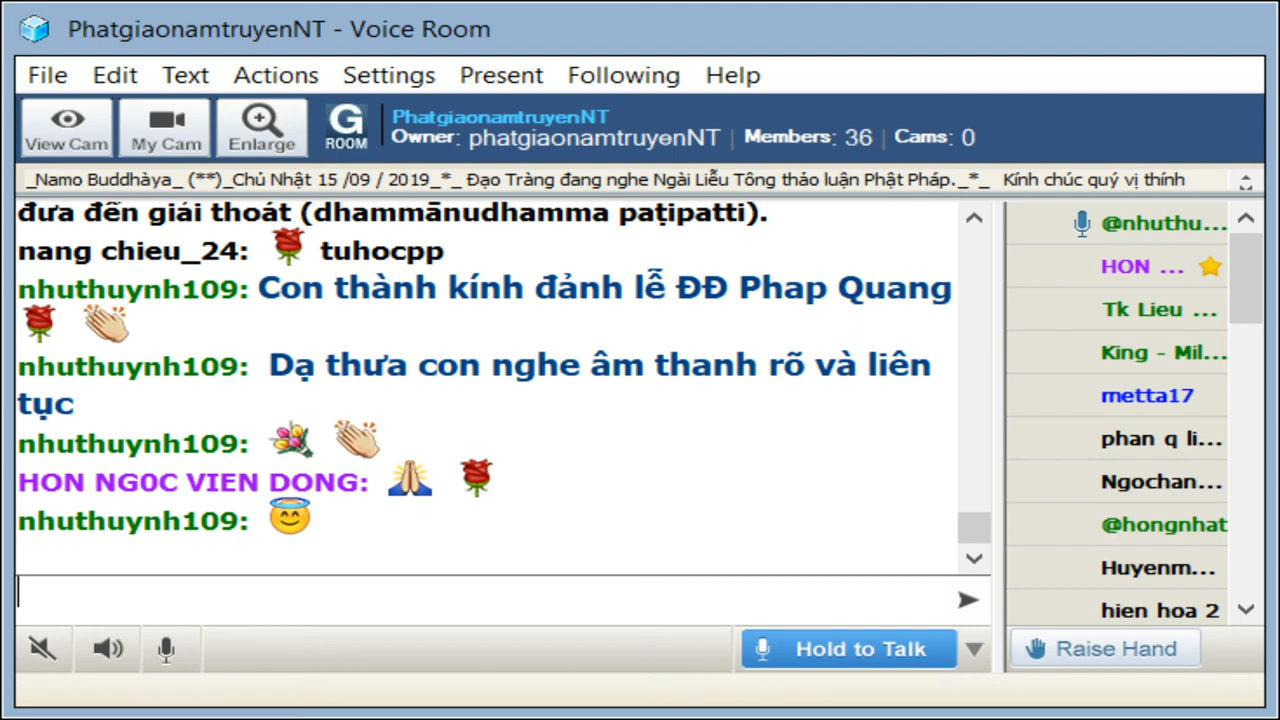 PhatgiaonamtruyenNT - Voice Room
File Edit Text Actions Settings Present Following Help
View Cam My Cam Enlarge G ROOM
PhatgiaonamtruyenNT
Owner: phatgiaonamtruyenNT | Members: 36 | Cams: 0
_Namo Buddhàya_ (**)_Chủ Nhật 15 /09 / 2019_*_ Đạo Tràng đang nghe Ngài Liễu Tông thảo luận Phật Pháp._*_ Kính chúc quý vị thính
đưa đến giải thoát (dhammānudhamma paṭipatti).
nang chieu_24: tuhocpp
nhuthuynh109: Con thành kính đảnh lễ ĐĐ Phap Quang
nhuthuynh109: Dạ thưa con nghe âm thanh rõ và liên
tục
nhuthuynh109:
HON NG0C VIEN DONG:
nhuthuynh109:
@nhuthu...
HON ...
Tk Lieu ...
King - Mil...
metta17
phan q li...
Ngochan...
@hongnhat
Huyenm...
hien hoa 2
Hold to Talk
Raise Hand